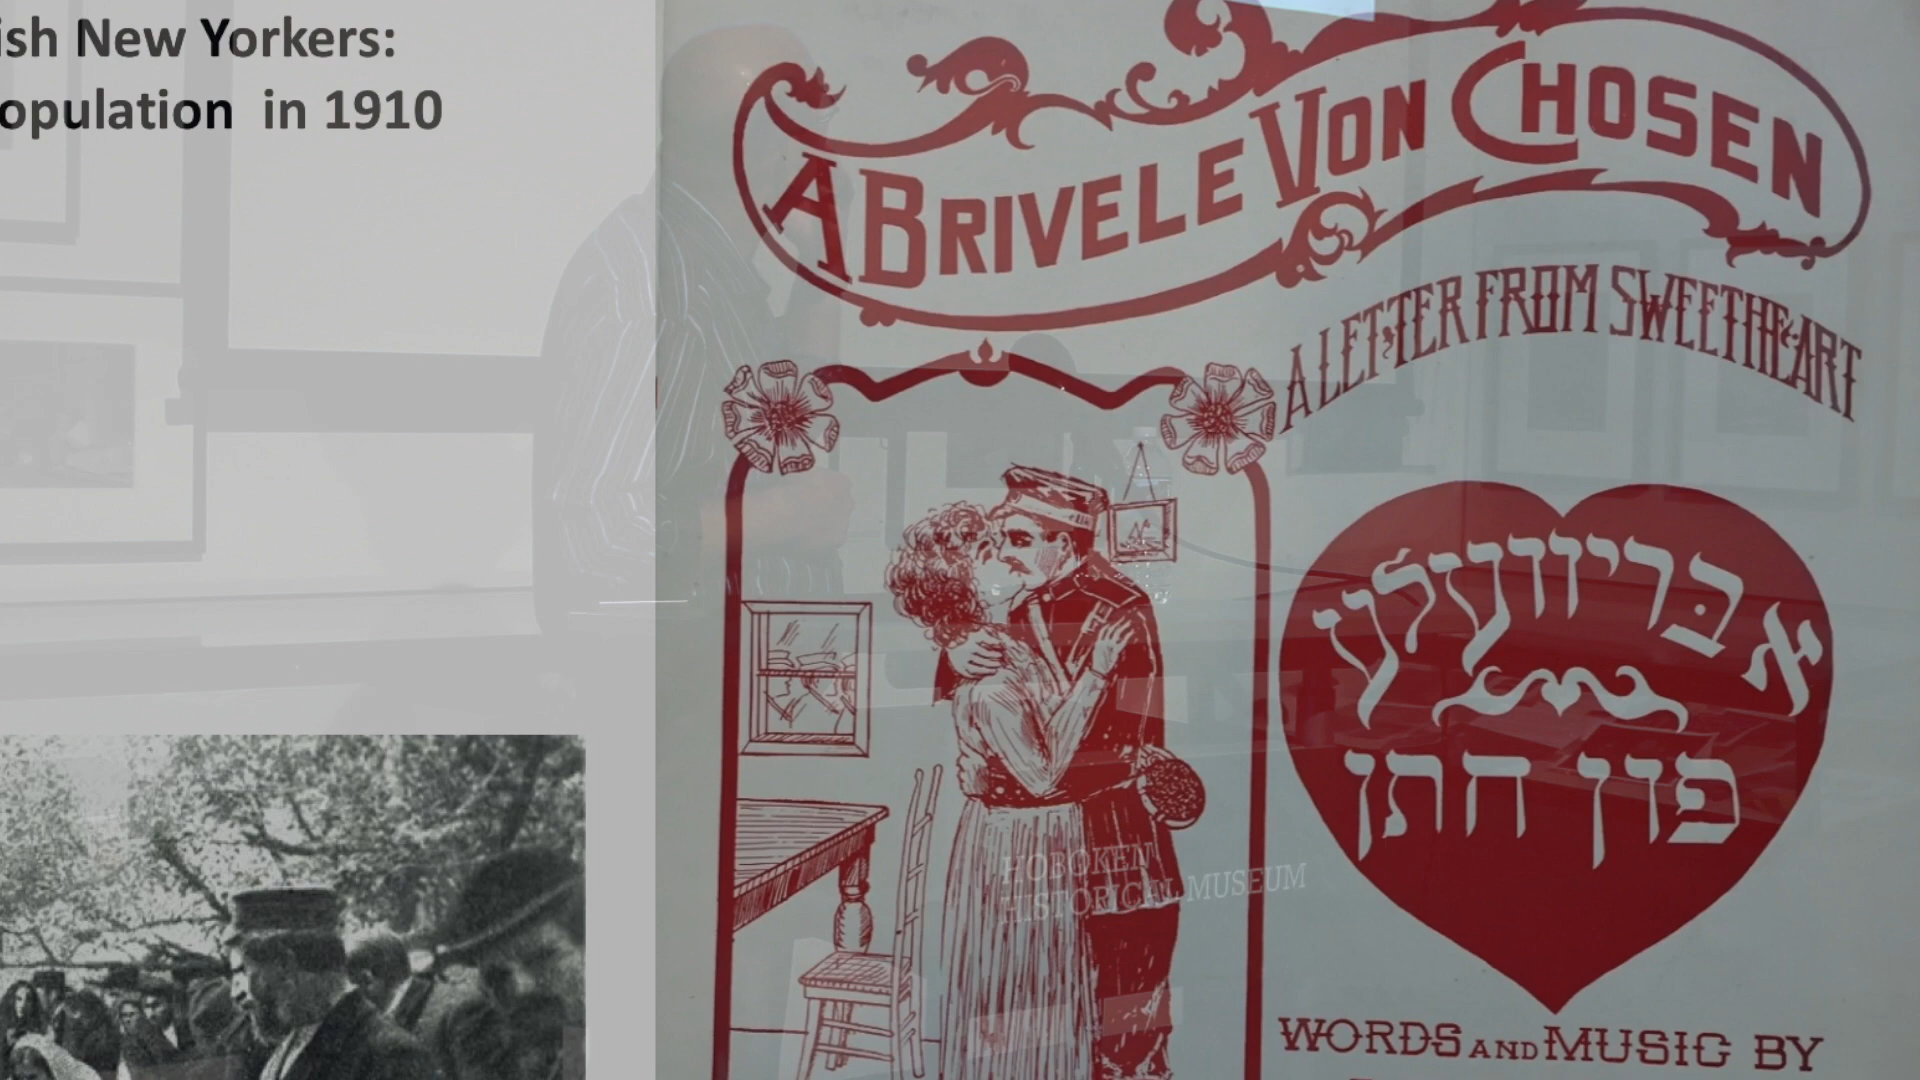 ish New Yorkers:
opulation in 1910
A BRIVELE VON CHOSEN
A LETTER FROM SWEETHEART
א בריוועלע
פון חתן
HOBOKEN
HISTORICAL MUSEUM
WORDS AND MUSIC BY